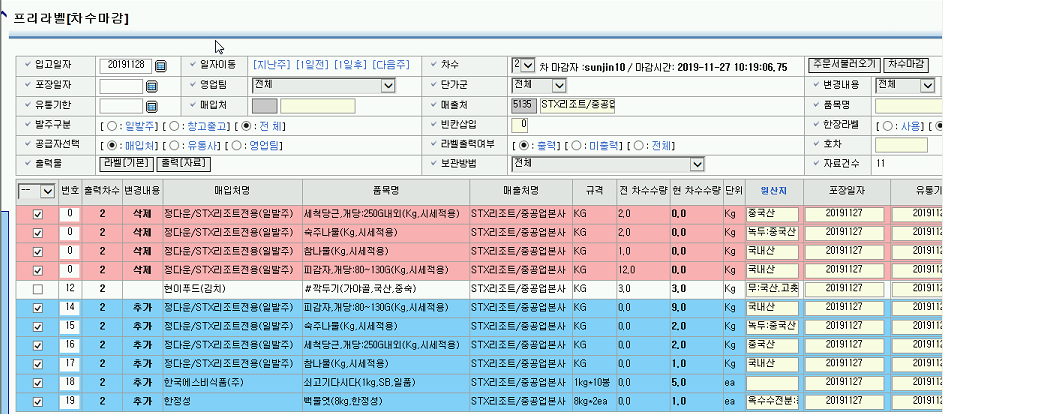 프리라벨[차수마감]
입고일자 20191128 일자이동 [지난주] [1일전] [1일후] [다음주] 차수 2 차 마감자 :sunjin10 / 마감시간: 2019-11-27 10:19:06.75 주문서불러오기 차수마감
포장일자 영업팀 전체 단가군 전체 변경내용 전체
유통기한 매입처 매출처 5135 STX리조트/중공업 품목명
발주구분 [ : 일발주] [ : 창고출고] [ : 전 체] 빈칸삽입 0 한장라벨 [ : 사용] [
공급자선택 [ : 매입처] [ : 유통사] [ : 영업팀] 라벨출력여부 [ : 출력] [ : 미출력] [ : 전체] 호차
출력물 라벨[기본] 출력[자료] 보관방법 전체 자료건수 11
-- 번호 출력차수 변경내용 매입처명 품목명 매출처명 규격 전 차수수량 현 차수수량 단위 일산지 포장일자 유통기
0 2 삭제 정다운/STX리조트전용(일발주) 세척당근,개당:250G내외(Kg,시세적용) STX리조트/중공업본사 KG 2,0 0,0 Kg 중국산 20191127 2019112
0 2 삭제 정다운/STX리조트전용(일발주) 숙주나물(Kg,시세적용) STX리조트/중공업본사 KG 2,0 0,0 Kg 녹두:중국산 20191127 2019112
0 2 삭제 정다운/STX리조트전용(일발주) 참나물(Kg,시세적용) STX리조트/중공업본사 KG 1,0 0,0 Kg 국내산 20191127 2019112
0 2 삭제 정다운/STX리조트전용(일발주) 피감자,개당:80~130G(Kg,시세적용) STX리조트/중공업본사 KG 12,0 0,0 Kg 국내산 20191127 2019112
12 2 현미푸드(김치) #깍두기(가야골,국산,중숙) STX리조트/중공업본사 KG 3,0 3,0 Kg 무:국산,고춧 20191127 2019112
14 2 추가 정다운/STX리조트전용(일발주) 피감자,개당:80~130G(Kg,시세적용) STX리조트/중공업본사 KG 0,0 9,0 Kg 국내산 20191127 2019112
15 2 추가 정다운/STX리조트전용(일발주) 숙주나물(Kg,시세적용) STX리조트/중공업본사 KG 0,0 2,0 Kg 녹두:중국산 20191127 2019112
16 2 추가 정다운/STX리조트전용(일발주) 세척당근,개당:250G내외(Kg,시세적용) STX리조트/중공업본사 KG 0,0 2,0 Kg 중국산 20191127 2019112
17 2 추가 정다운/STX리조트전용(일발주) 참나물(Kg,시세적용) STX리조트/중공업본사 KG 0,0 1,0 Kg 국내산 20191127 2019112
18 2 추가 한국에스비식품(주) 쇠고기다시다(1kg,SB,일품) STX리조트/중공업본사 1kg*10봉 0,0 5,0 ea 20191127 2019112
19 2 추가 한정성 백물엿(8kg,한정성) STX리조트/중공업본사 8kg*2ea 0,0 1,0 ea 옥수수전분: 20191127 2019112